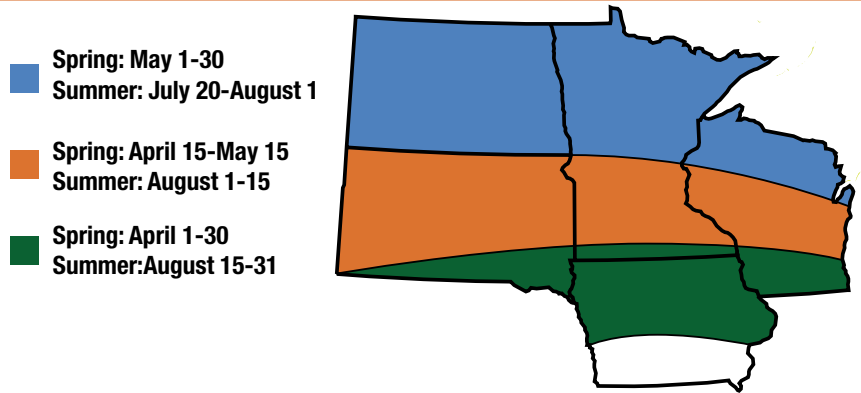 Spring: May 1-30
Summer: July 20-August 1
Spring: April 15-May 15
Summer: August 1-15
Spring: April 1-30
Summer:August 15-31